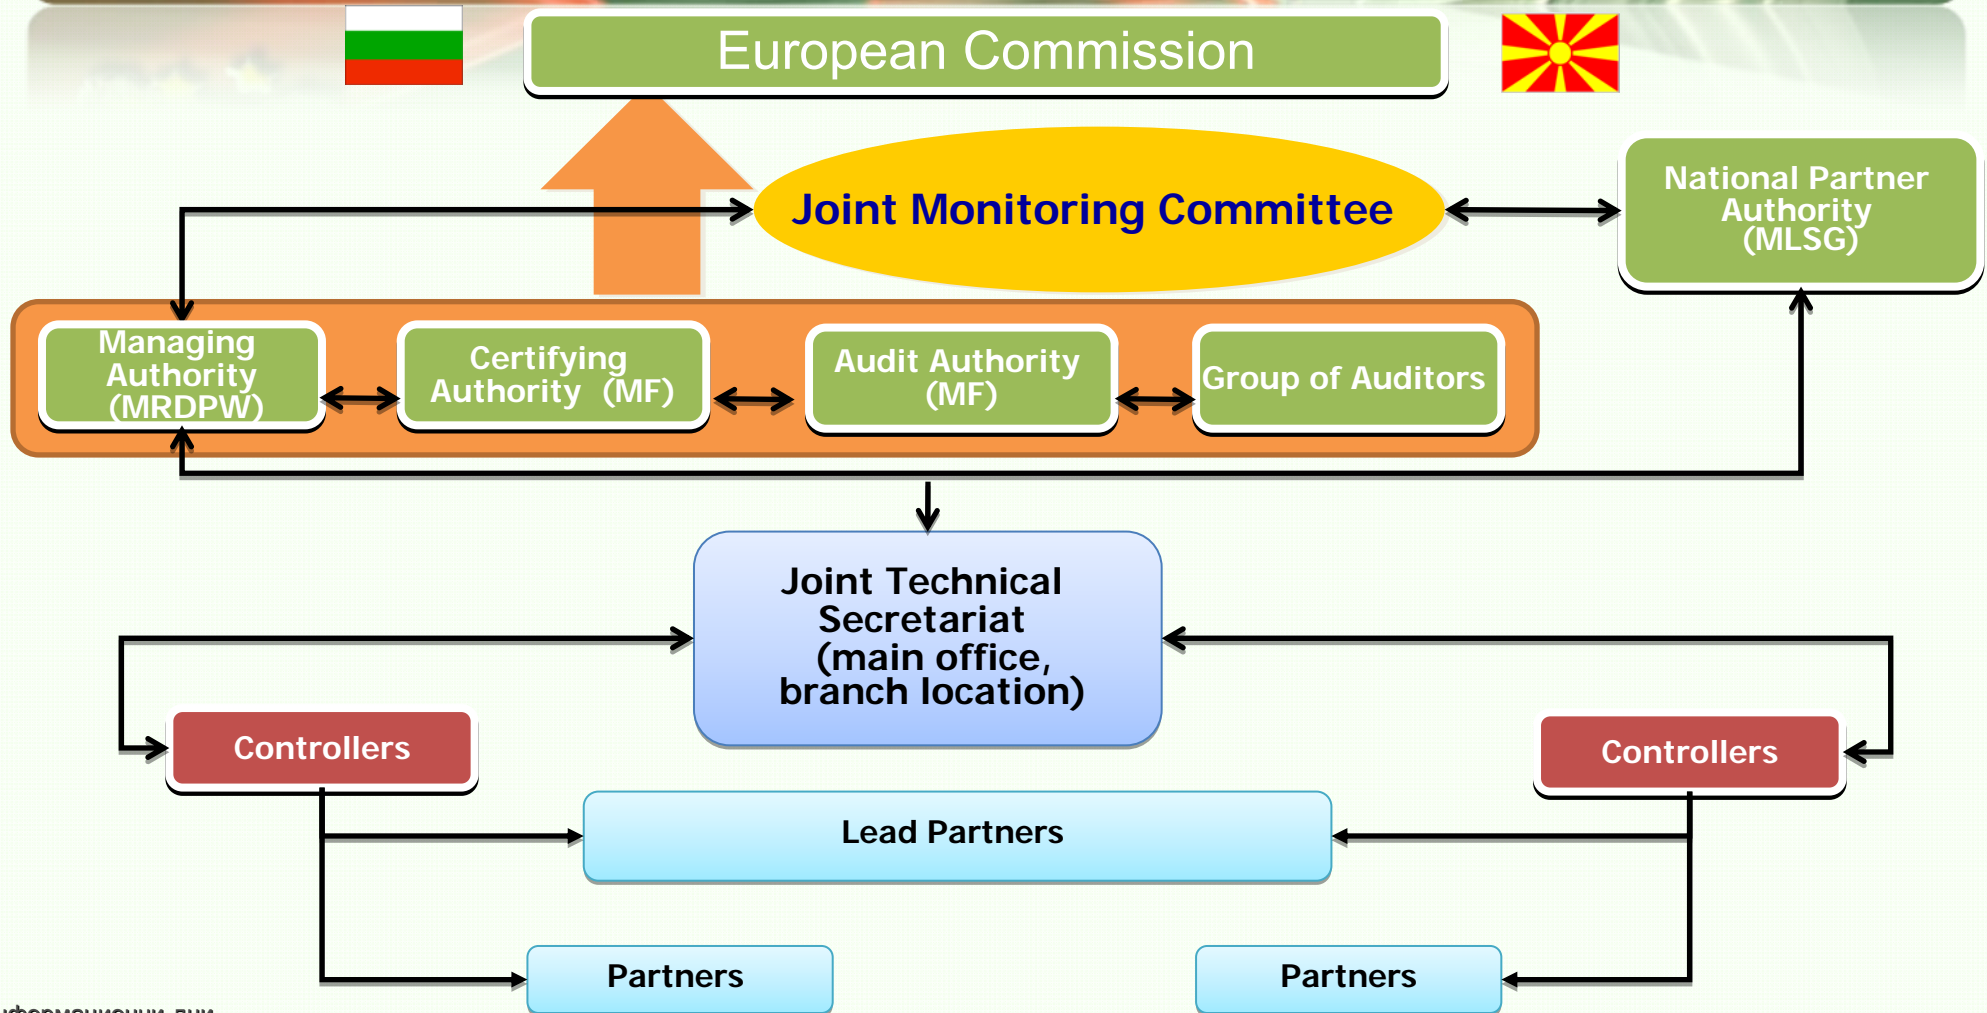 European Commission
Joint Monitoring Committee
National Partner
Authority
(MLSG)
Managing
Authority
(MRDPW)
Certifying
Authority (MF)
Audit Authority
(MF)
Group of Auditors
Joint Technical
Secretariat
(main office,
branch location)
Controllers
Controllers
Lead Partners
Partners
Partners